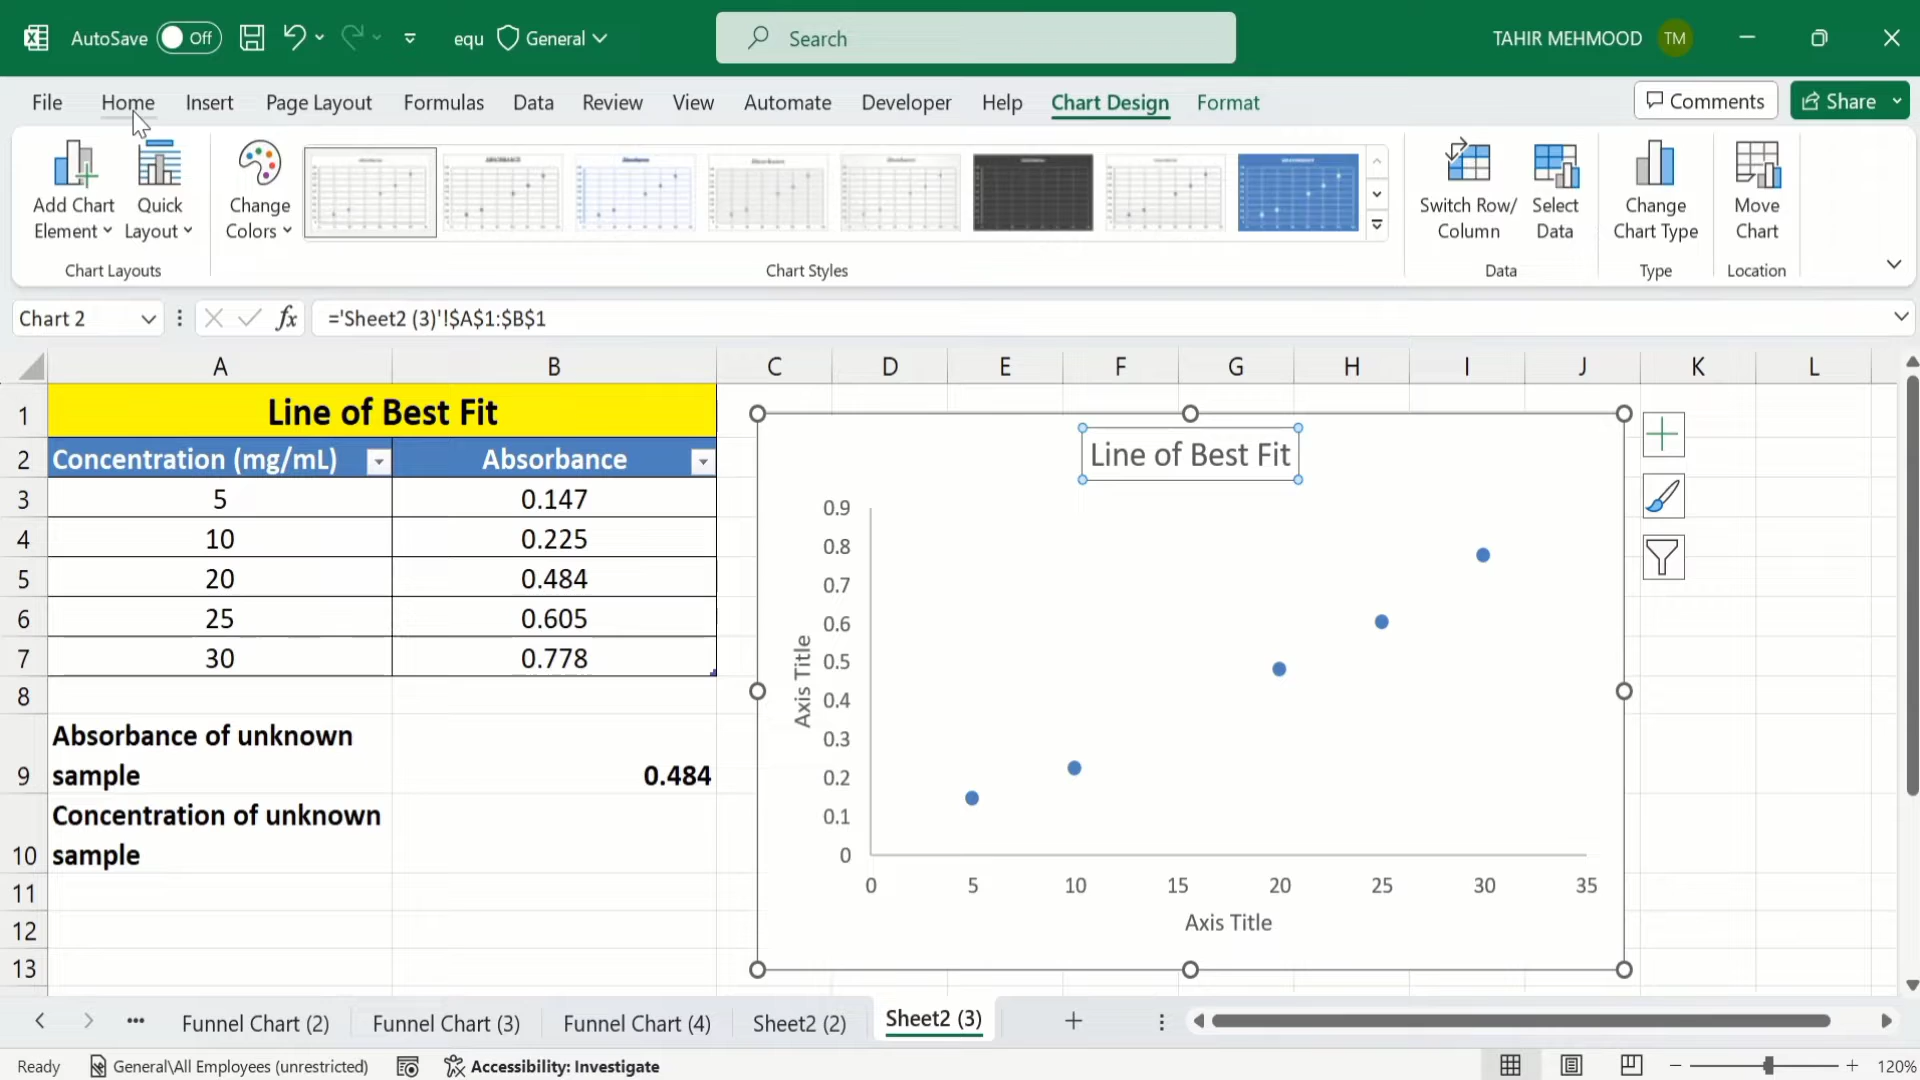 AutoSave Off equ General Search TAHIR MEHMOOD TM
File Home Insert Page Layout Formulas Data Review View Automate Developer Help Chart Design Format Comments Share
Add Chart Element Quick Layout Change Colors Switch Row/Column Select Data Change Chart Type Move Chart
Chart Layouts Chart Styles Data Type Location
Chart 2 fx ='Sheet2 (3)'!$A$1:$B$1
A B C D E F G H I J K L
1 Line of Best Fit
2 Concentration (mg/mL) Absorbance
3 5 0.147
4 10 0.225
5 20 0.484
6 25 0.605
7 30 0.778
8
9 Absorbance of unknown sample 0.484
10 Concentration of unknown sample
11
12
13
Line of Best Fit
0.9
0.8
0.7
0.6
0.5
0.4
0.3
0.2
0.1
0
Axis Title
0 5 10 15 20 25 30 35
Axis Title
Funnel Chart (2) Funnel Chart (3) Funnel Chart (4) Sheet2 (2) Sheet2 (3)
Ready General\All Employees (unrestricted) Accessibility: Investigate 120%